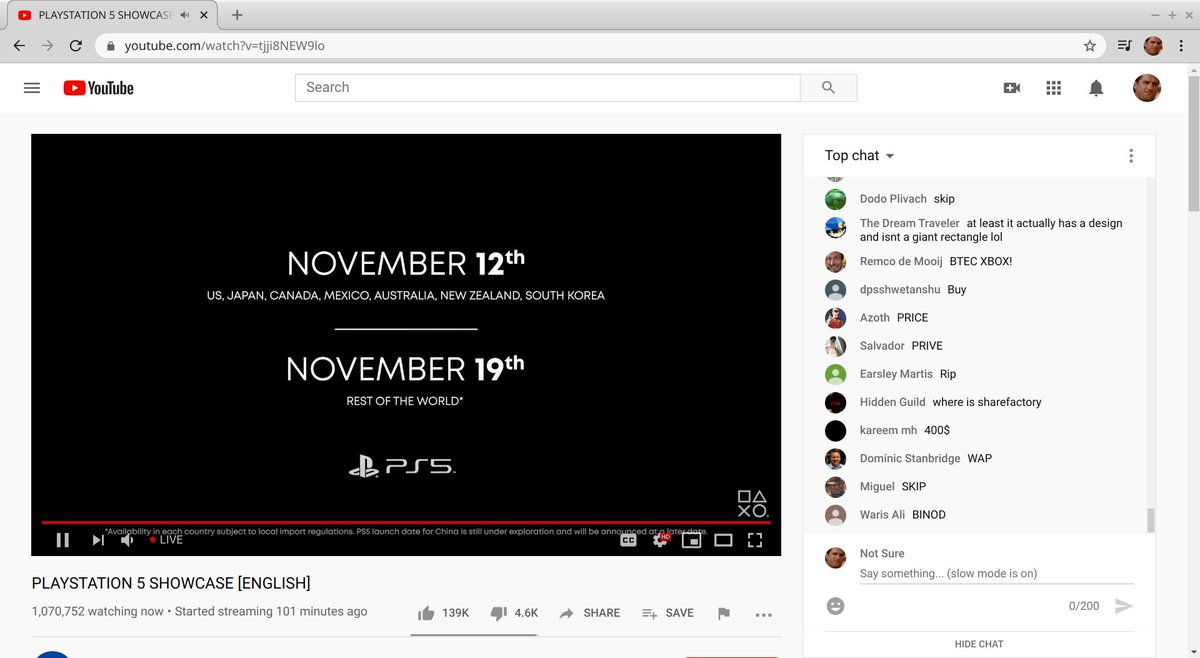 PLAYSTATION 5 SHOWCASE
youtube.com/watch?v=tjji8NEW9lo
YouTube
Search
NOVEMBER 12th
US, JAPAN, CANADA, MEXICO, AUSTRALIA, NEW ZEALAND, SOUTH KOREA
NOVEMBER 19th
REST OF THE WORLD*
PS5
*Availability in each country subject to local import regulations. PS5 launch date for China is still under exploration and will be announced at a later date.
LIVE
CC
HD
PLAYSTATION 5 SHOWCASE [ENGLISH]
1,070,752 watching now • Started streaming 101 minutes ago
139K
4.6K
SHARE
SAVE
Top chat
Dodo Plivach skip
The Dream Traveler at least it actually has a design
and isnt a giant rectangle lol
Remco de Mooij BTEC XBOX!
dpsshwetanshu Buy
Azoth PRICE
Salvador PRIVE
Earsley Martis Rip
Hidden Guild where is sharefactory
kareem mh 400$
Dominic Stanbridge WAP
Miguel SKIP
Waris Ali BINOD
Not Sure
Say something... (slow mode is on)
0/200
HIDE CHAT